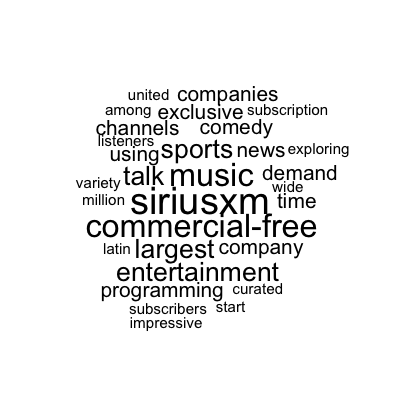 united companies
among exclusive subscription
channels comedy
listeners
using sports news exploring
talk music demand
variety wide
million siriusxm time
commercial-free
latin largest company
entertainment
programming curated
subscribers start
impressive